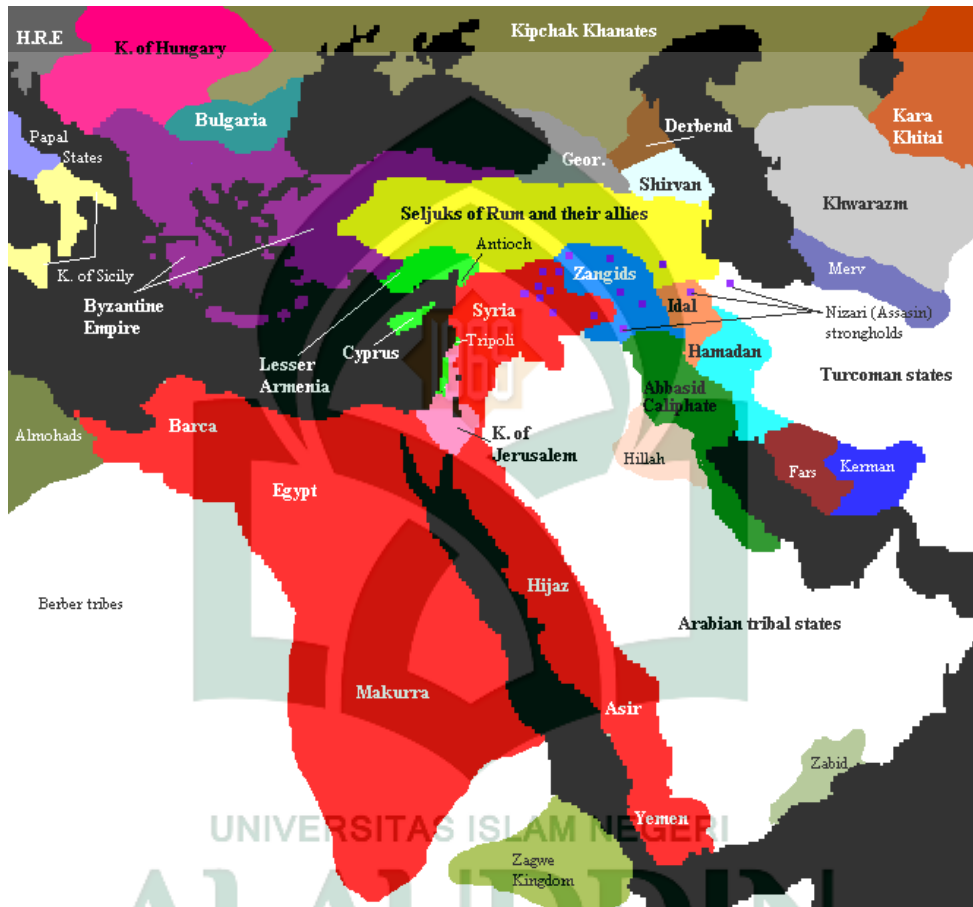 H.R.E
K. of Hungary
Kipchak Khanates
Bulgaria
Derbend
Kara
Khitai
Papal
States
Geor.
Shirvan
Khwarazm
Seljuks of Rum and their allies
Antioch
K. of Sicily
Zangids
Merv
Byzantine
Empire
Syria
Idal
Nizari (Assasin)
strongholds
Tripoli
Cyprus
Hamadan
Lesser
Armenia
Turcoman states
Abbasid
Caliphate
Barca
Almohads
K. of
Jerusalem
Hillah
Fars
Kerman
Egypt
Hijaz
Berber tribes
Arabian tribal states
Makurra
Asir
Zabid
Yemen
UNIVERSITAS ISLAM NEGERI
Zagwe
Kingdom
ALAUDDIN